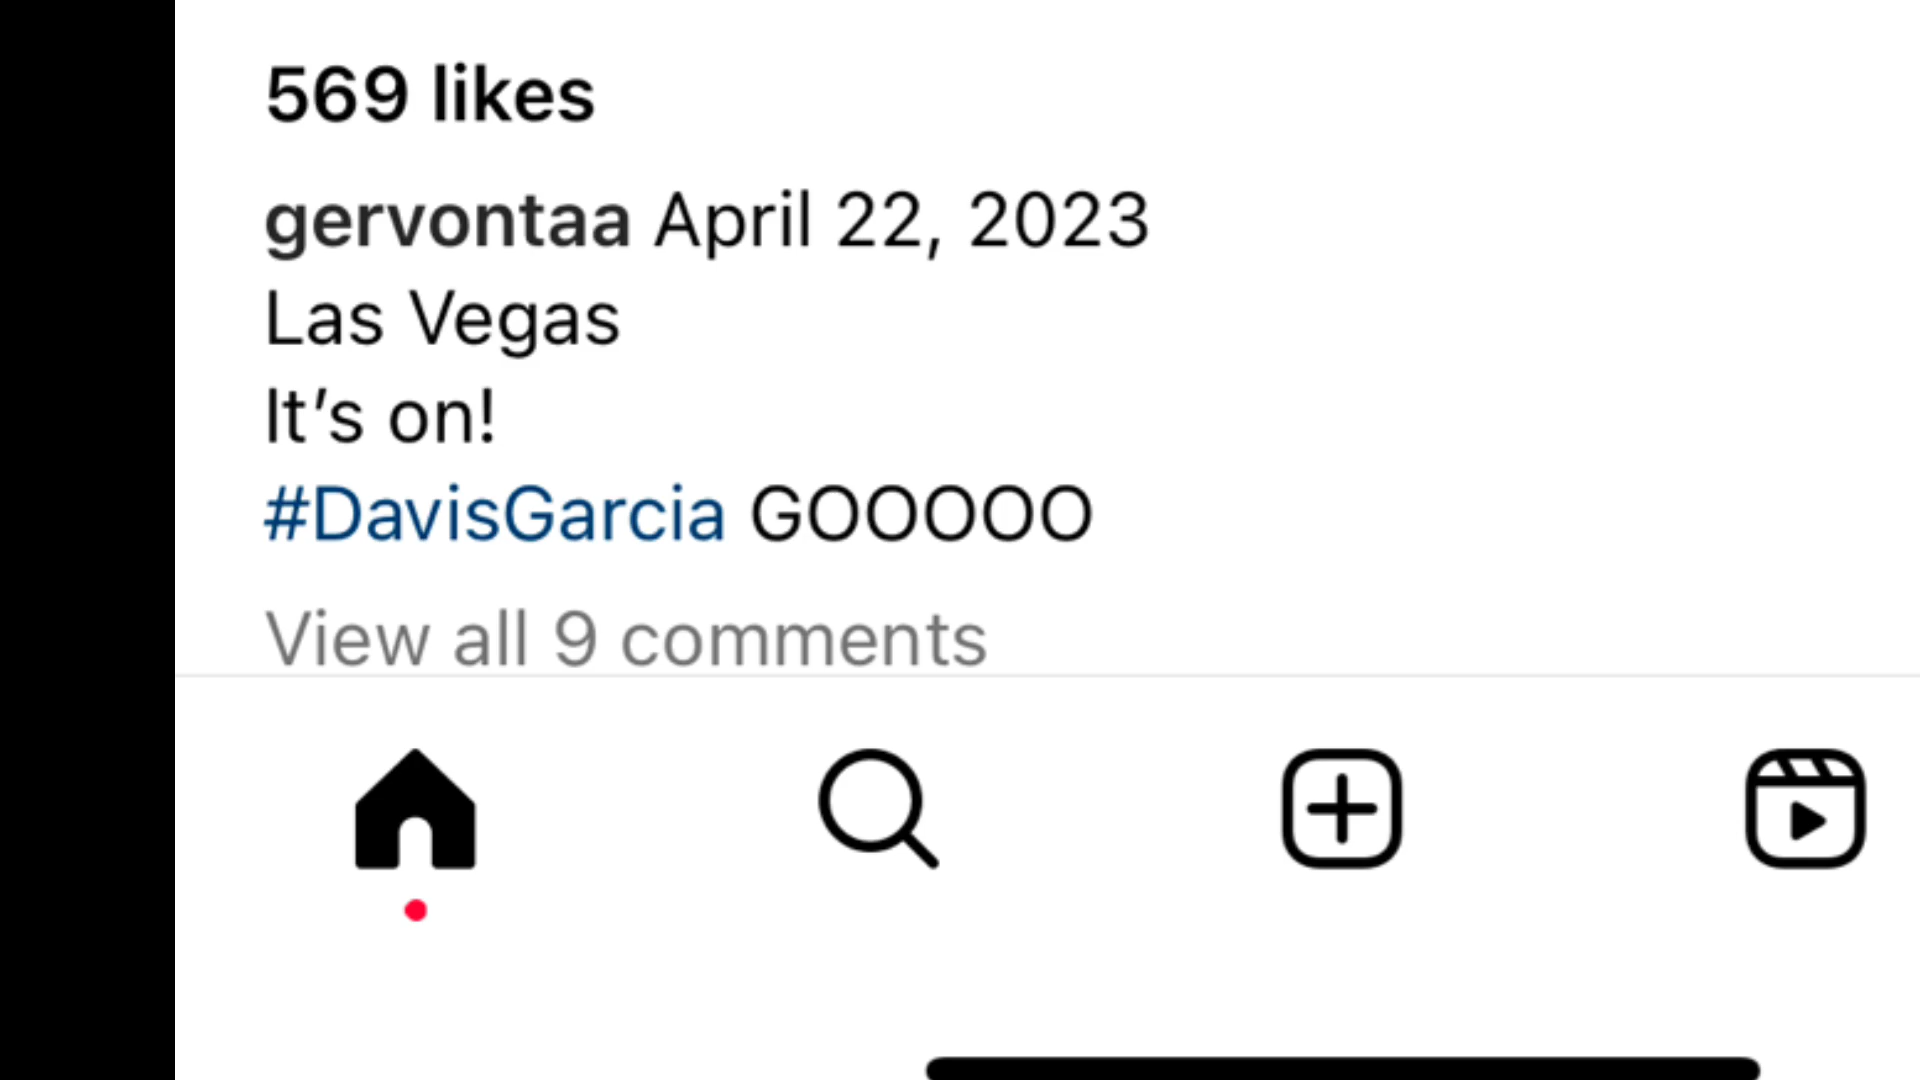 569 likes
gervontaa April 22, 2023
Las Vegas
It’s on!
#DavisGarcia GOOOOO
View all 9 comments